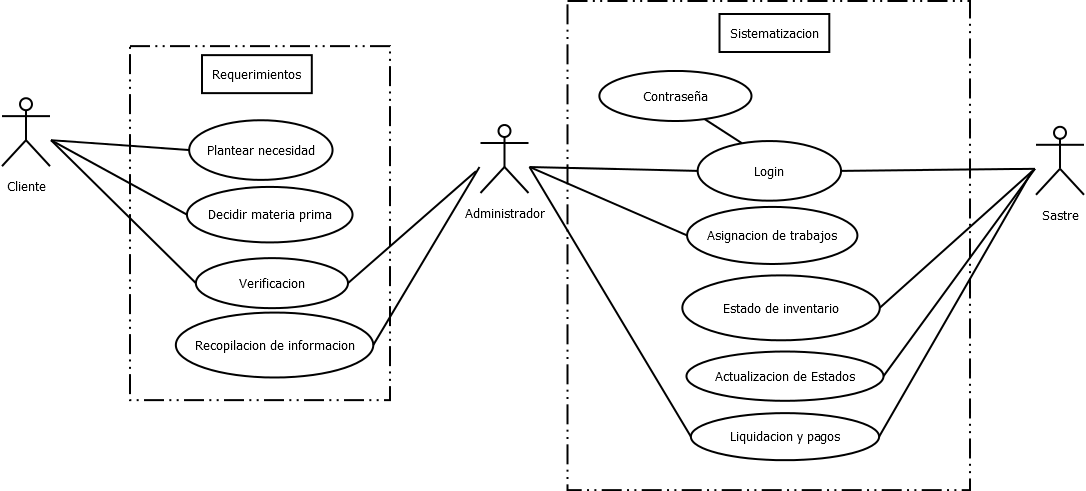 Requerimientos
Plantear necesidad
Decidir materia prima
Verificacion
Recopilacion de informacion
Cliente
Administrador
Sistematizacion
Contraseña
Login
Asignacion de trabajos
Estado de inventario
Actualizacion de Estados
Liquidacion y pagos
Sastre